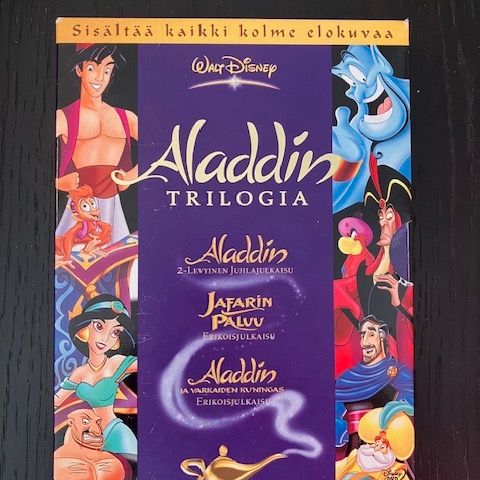 Sisältää kaikki kolme elokuvaa
WALT DISNEY
Aladdin
TRILOGIA
Aladdin
2-LEVYINEN JUHLAJULKAISU
JAFARIN
PALUU
ERIKOISJULKAISU
Aladdin
JA VARKAIDEN KUNINGAS
ERIKOISJULKAISU